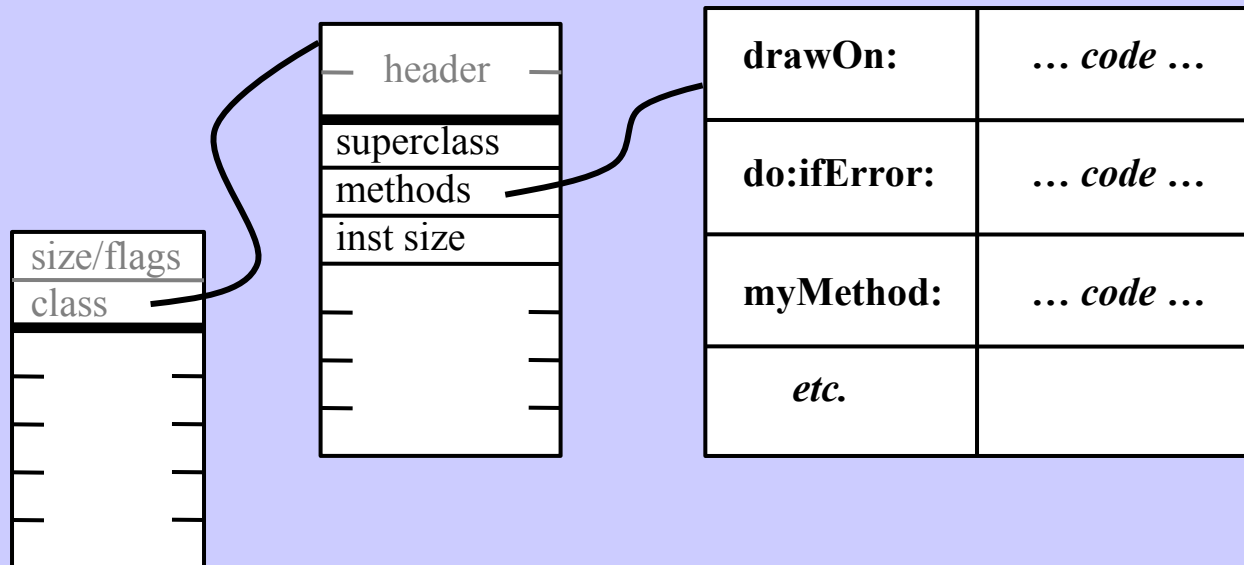 size/flags
class
header
superclass
methods
inst size
drawOn: … code …
do:ifError: … code …
myMethod: … code …
etc.